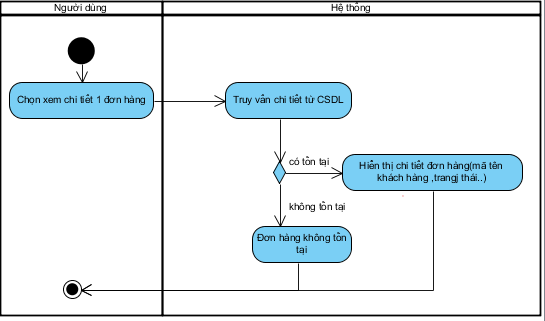 Người dùng
Hệ thống
Chọn xem chi tiết 1 đơn hàng
Truy vấn chi tiết từ CSDL
có tồn tại
Hiển thị chi tiết đơn hàng(mã tên
khách hàng ,trangj thái..)
không tồn tại
Đơn hàng không tồn
tại